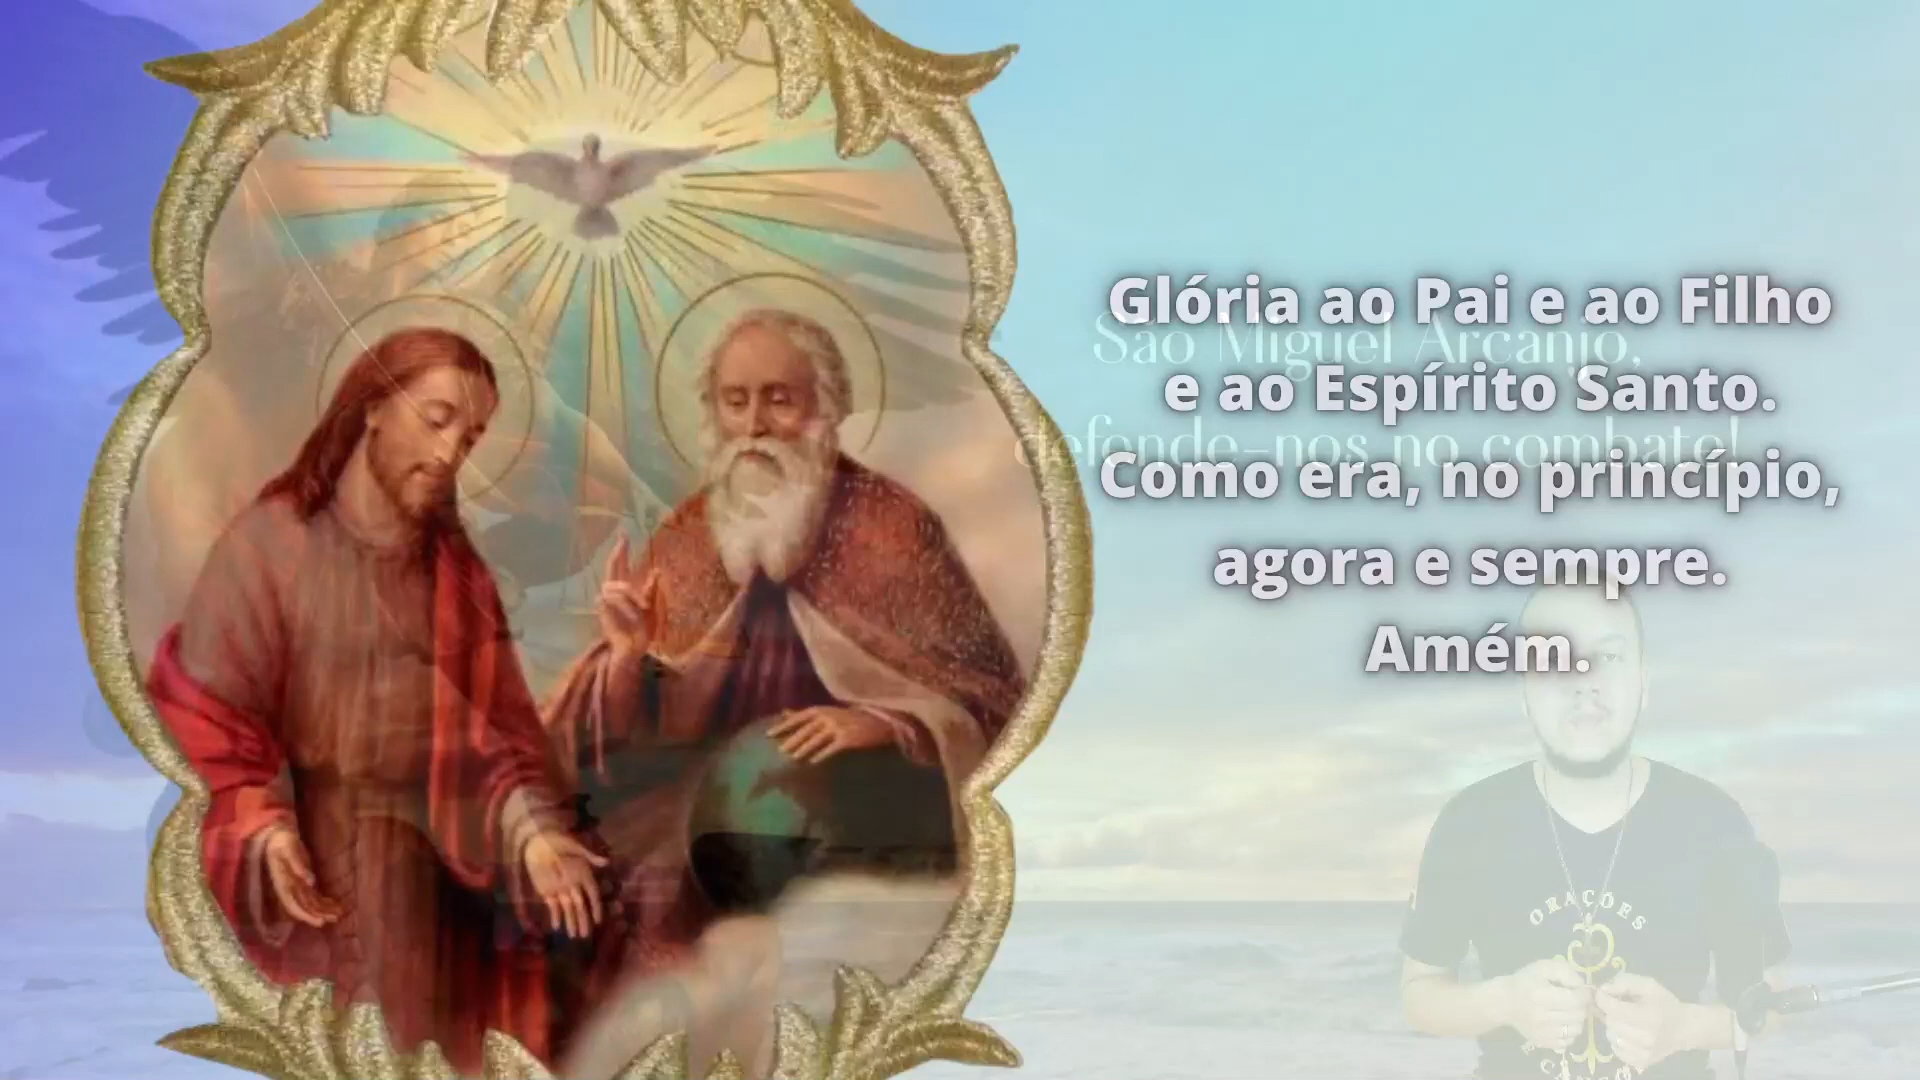 Glória ao Pai e ao Filho
e ao Espírito Santo.
Como era, no princípio,
agora e sempre.
Amém.
São Miguel Arcanjo,
defende-nos no combate!
ORAÇÕES